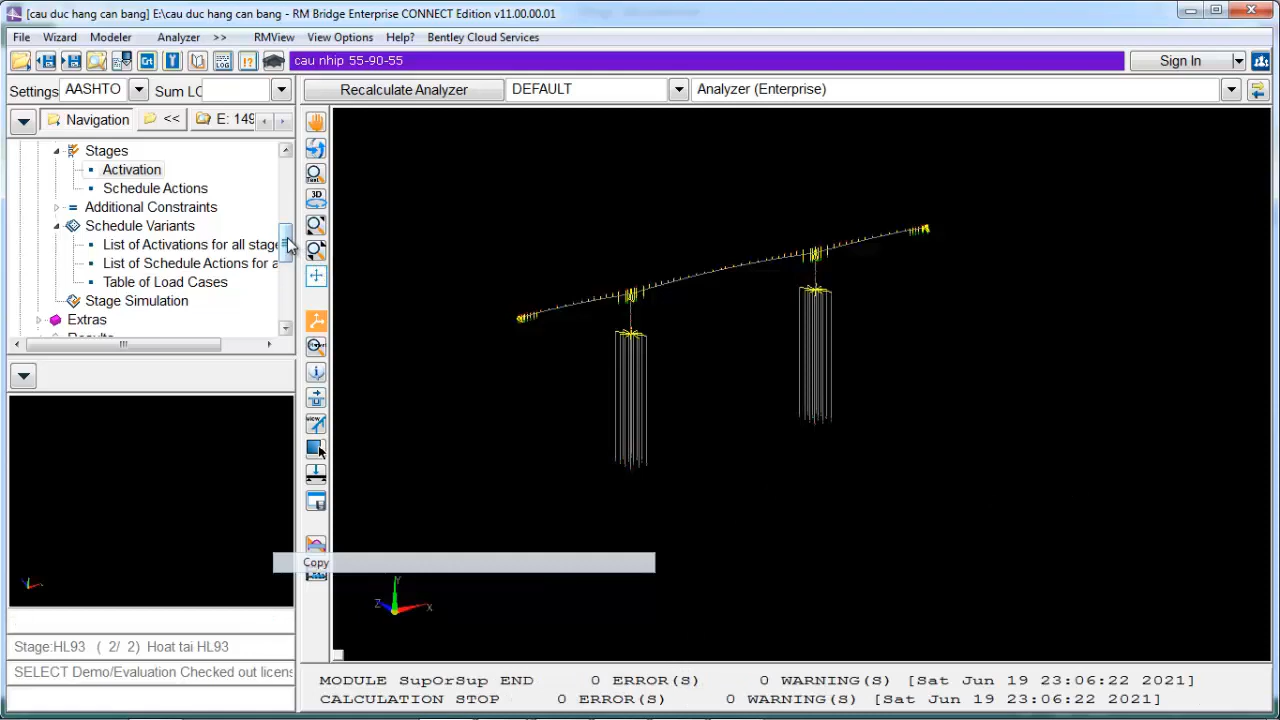 [cau duc hang can bang] E:\cau duc hang can bang - RM Bridge Enterprise CONNECT Edition v11.00.00.01
File Wizard Modeler Analyzer >> RMView View Options Help? Bentley Cloud Services
Crt LOG !? cau nhip 55-90-55 Sign In
Settings AASHTO Sum LC Recalculate Analyzer DEFAULT Analyzer (Enterprise)
Navigation << E: 149
Stages
Activation
Schedule Actions
Additional Constraints
Schedule Variants
List of Activations for all stage
List of Schedule Actions for a
Table of Load Cases
Stage Simulation
Extras
Results
3D
view
Copy
Y
Z X
Stage:HL93 ( 2/ 2) Hoat tai HL93
SELECT Demo/Evaluation Checked out licens
MODULE SupOrSup END 0 ERROR(S) 0 WARNING(S) [Sat Jun 19 23:06:22 2021]
CALCULATION STOP 0 ERROR(S) 0 WARNING(S) [Sat Jun 19 23:06:22 2021]